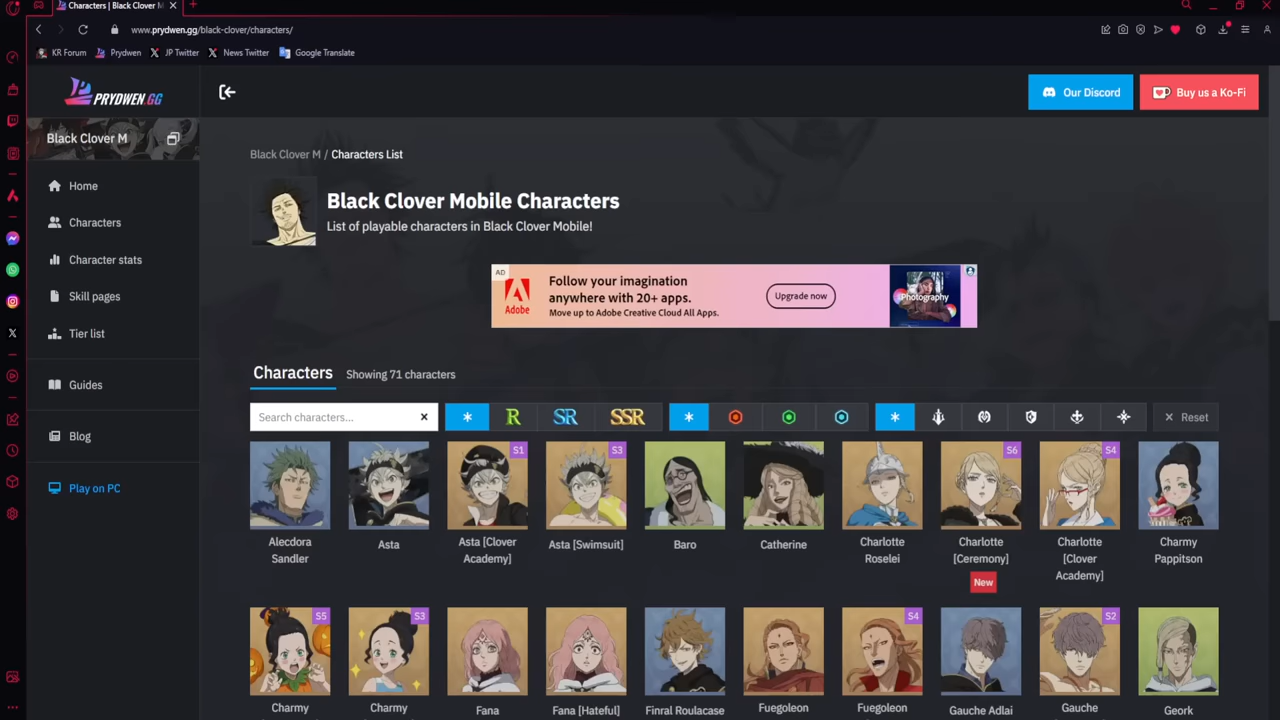 Characters | Black Clover M
www.prydwen.gg/black-clover/characters/
KR Forum
Prydwen
JP Twitter
News Twitter
Google Translate
PRYDWEN.GG
Our Discord
Buy us a Ko-Fi
Black Clover M
Home
Characters
Character stats
Skill pages
Tier list
Guides
Blog
Play on PC
Black Clover M / Characters List
Black Clover Mobile Characters
List of playable characters in Black Clover Mobile!
AD
Adobe
Follow your imagination
anywhere with 20+ apps.
Move up to Adobe Creative Cloud All Apps.
Upgrade now
Photography
Characters
Showing 71 characters
Search characters...
R
SR
SSR
Reset
S1
S3
S6
S4
Alecdora
Sandler
Asta
Asta [Clover
Academy]
Asta [Swimsuit]
Baro
Catherine
Charlotte
Roselei
Charlotte
[Ceremony]
New
Charlotte
[Clover
Academy]
Charmy
Pappitson
S5
S3
S4
S2
Charmy
Charmy
Fana
Fana [Hateful]
Finral Roulacase
Fuegoleon
Fuegoleon
Gauche Adlai
Gauche
Geork